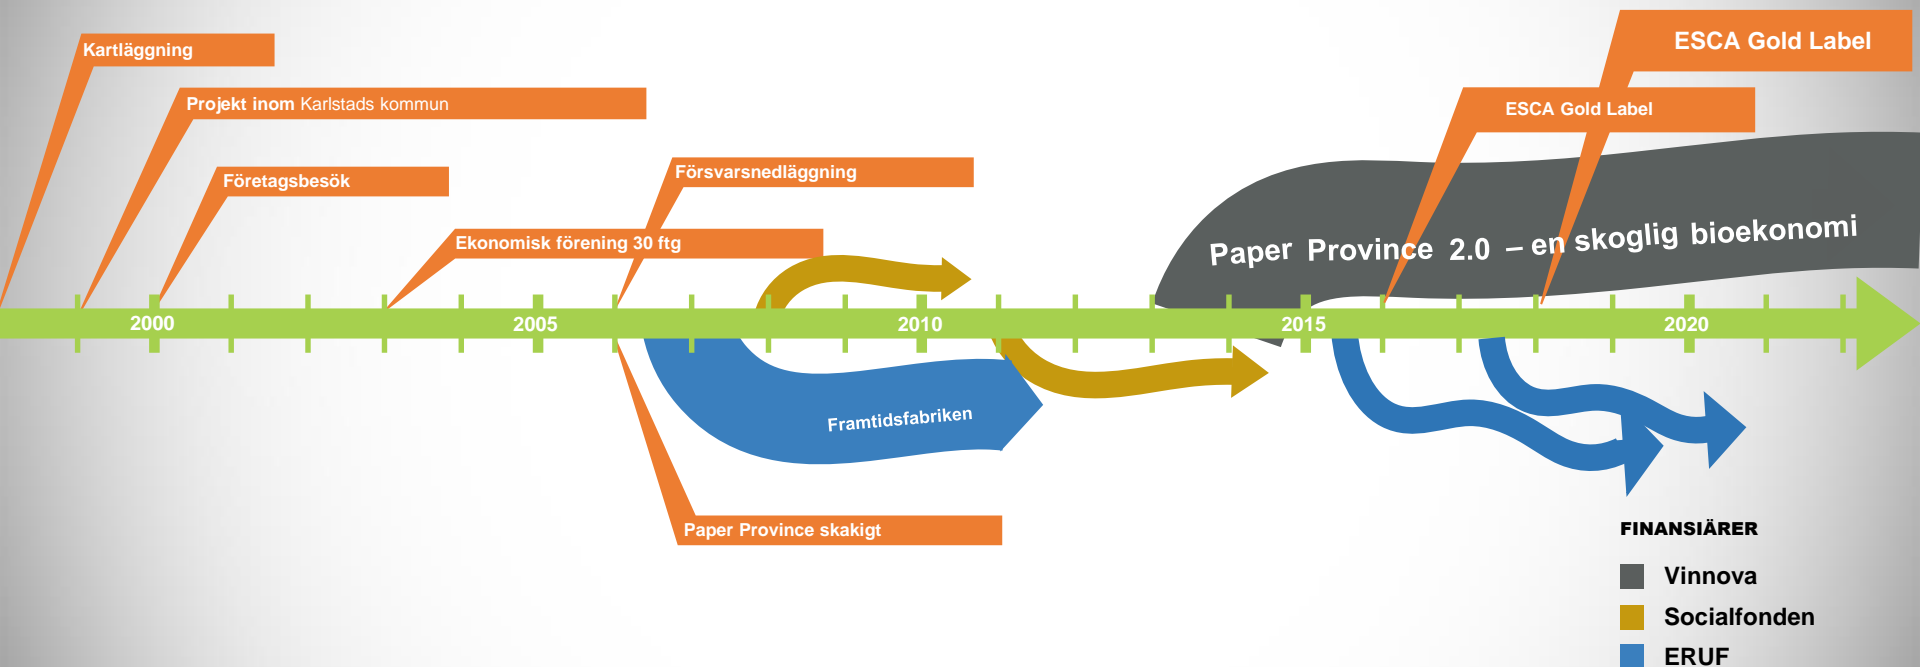 Kartläggning
Projekt inom Karlstads kommun
Företagsbesök
Ekonomisk förening 30 ftg
Försvarsnedläggning
ESCA Gold Label
ESCA Gold Label
Paper Province 2.0 – en skoglig bioekonomi
2000
2005
2010
2015
2020
Framtidsfabriken
Paper Province skakigt
FINANSIÄRER
Vinnova
Socialfonden
ERUF